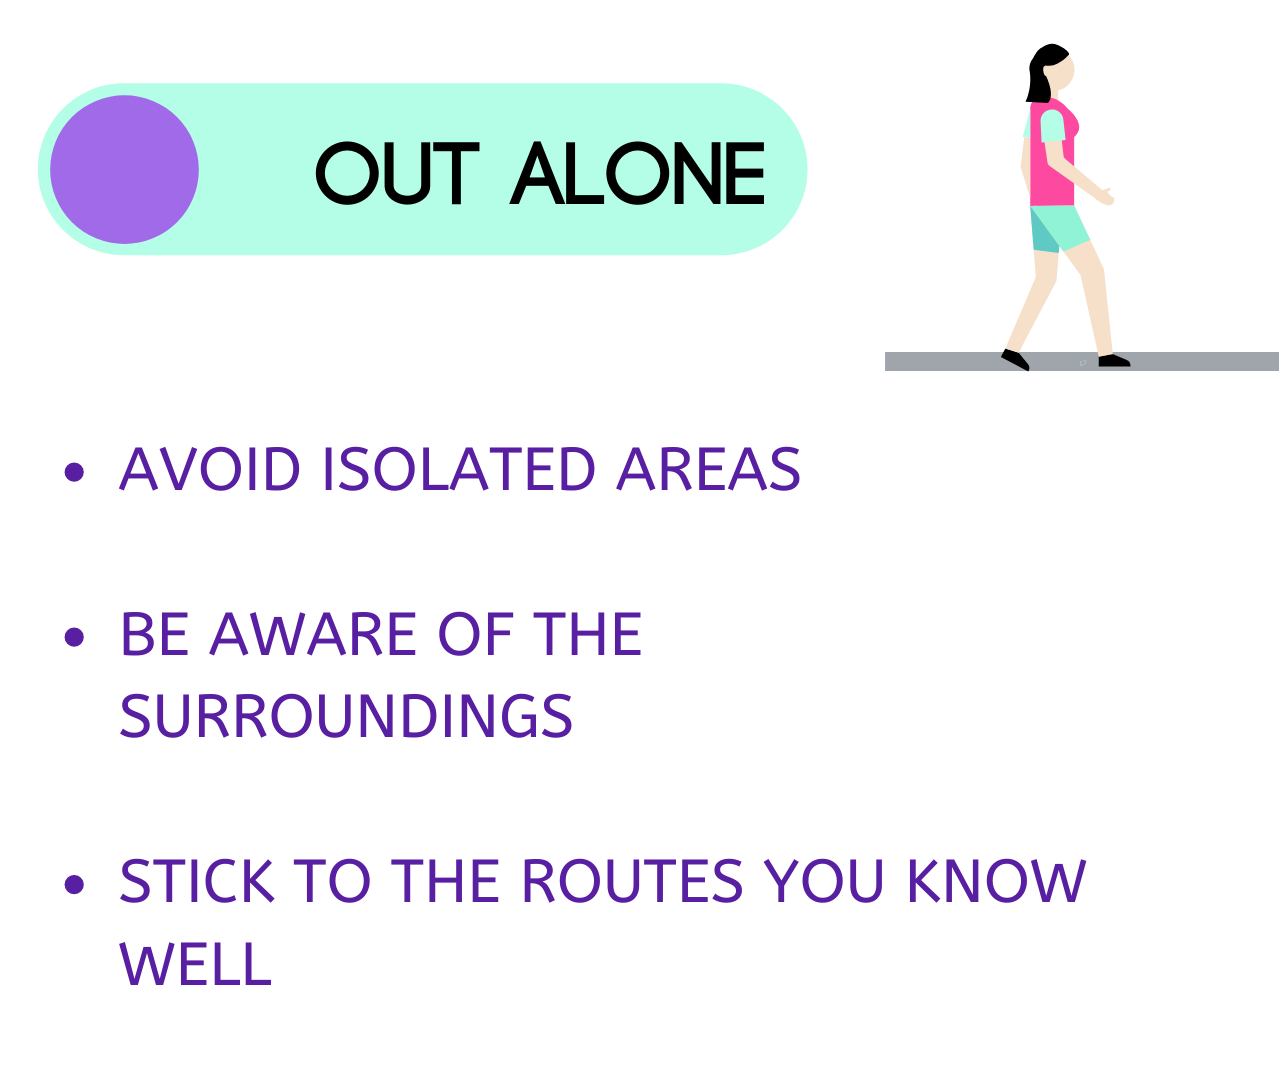 OUT ALONE
• AVOID ISOLATED AREAS
• BE AWARE OF THE
SURROUNDINGS
• STICK TO THE ROUTES YOU KNOW
WELL